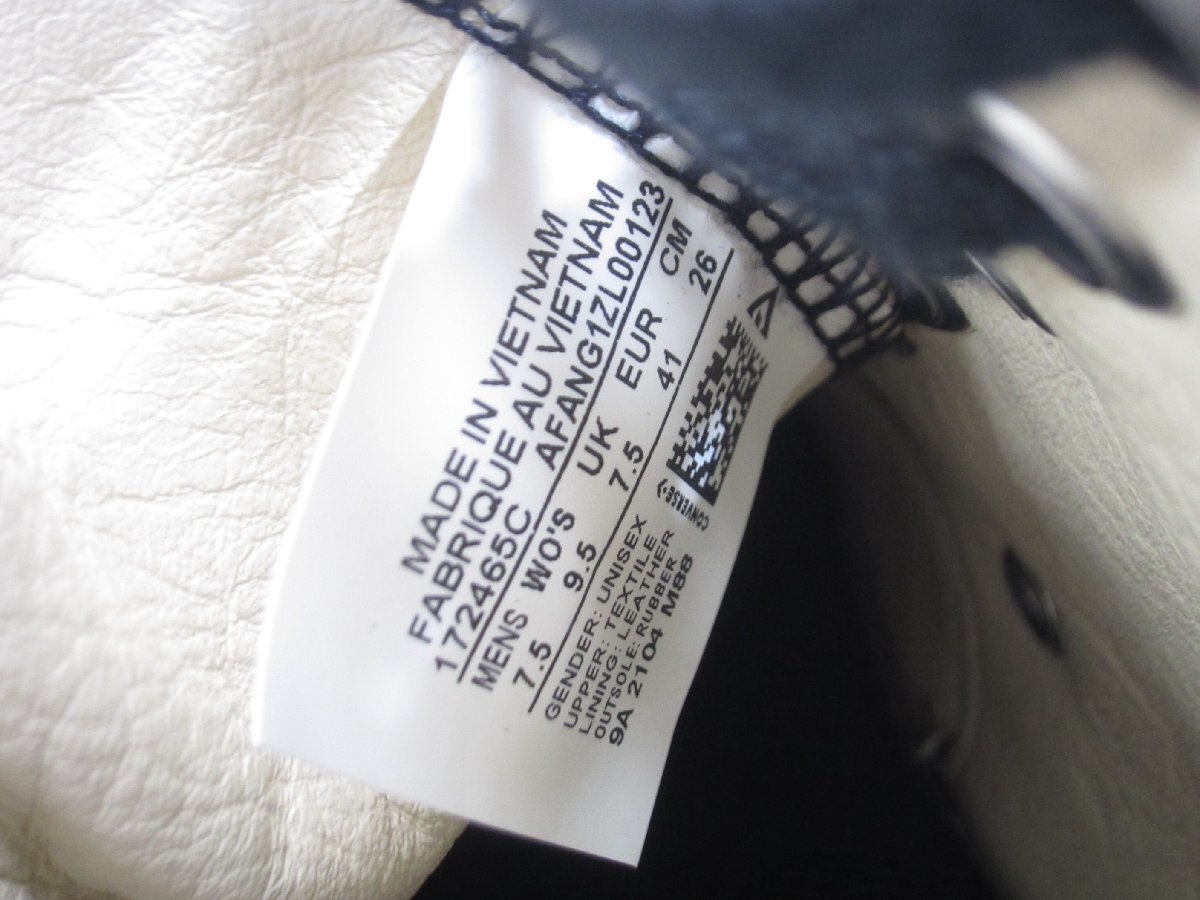 MADE IN VIETNAM
FABRIQUE AU VIETNAM
172465C AFANG1ZL00123
MENS WO'S UK EUR CM
7.5 9.5 7.5 41 26
GENDER: UNISEX
UPPER: TEXTILE
LINING: LEATHER
OUTSOLE: RUBBER
9A 2104 M88
CONVERSE